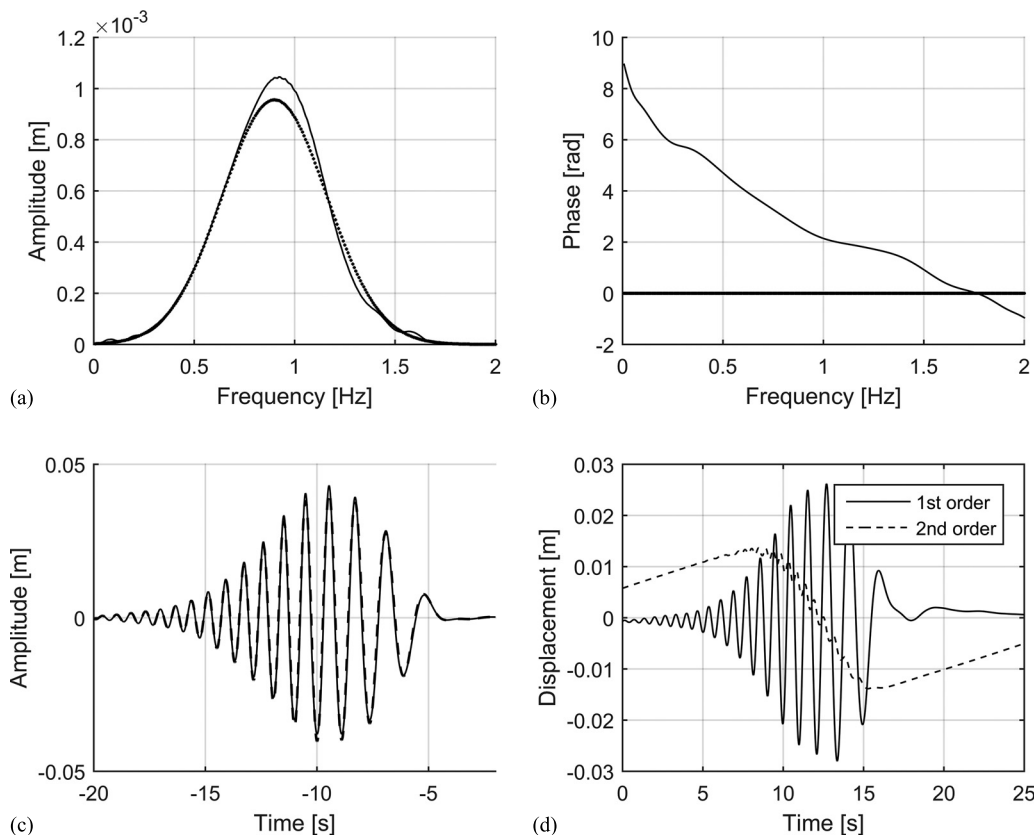 ×10⁻³
1.2
1
0.8
0.6
0.4
0.2
0
Amplitude [m]
0 0.5 1 1.5 2
Frequency [Hz]
(a)
10
8
6
4
2
0
-2
Phase [rad]
0 0.5 1 1.5 2
Frequency [Hz]
(b)
0.05
0
-0.05
Amplitude [m]
-20 -15 -10 -5
Time [s]
(c)
0.03
0.02
0.01
0
-0.01
-0.02
-0.03
Displacement [m]
1st order
2nd order
0 5 10 15 20 25
Time [s]
(d)